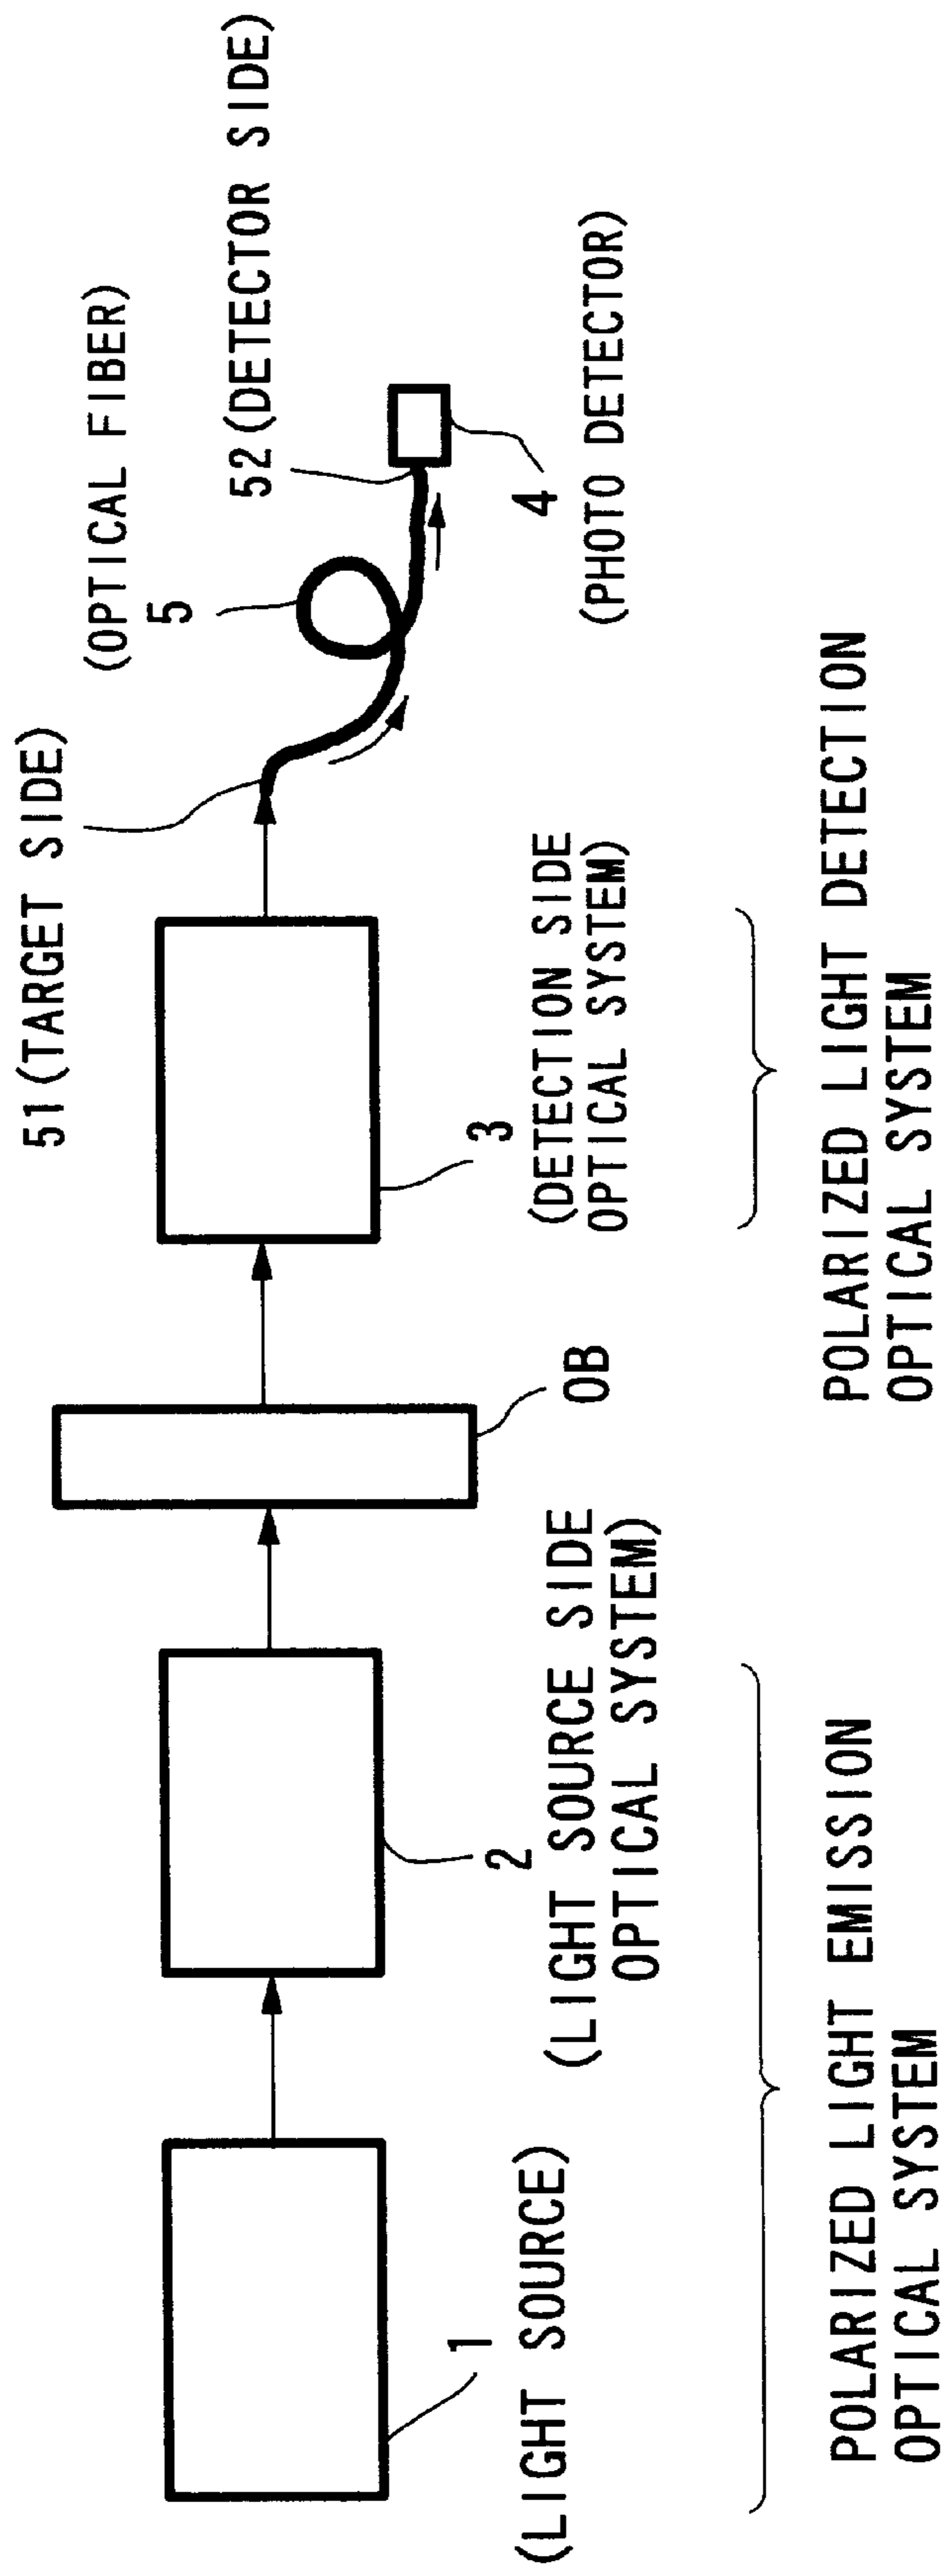 51(TARGET SIDE)
(OPTICAL FIBER)
5
52(DETECTOR SIDE)
4
(PHOTO DETECTOR)
1
(LIGHT SOURCE)
2
(LIGHT SOURCE SIDE
OPTICAL SYSTEM)
OB
3
(DETECTION SIDE
OPTICAL SYSTEM)
POLARIZED LIGHT EMISSION
OPTICAL SYSTEM
POLARIZED LIGHT DETECTION
OPTICAL SYSTEM